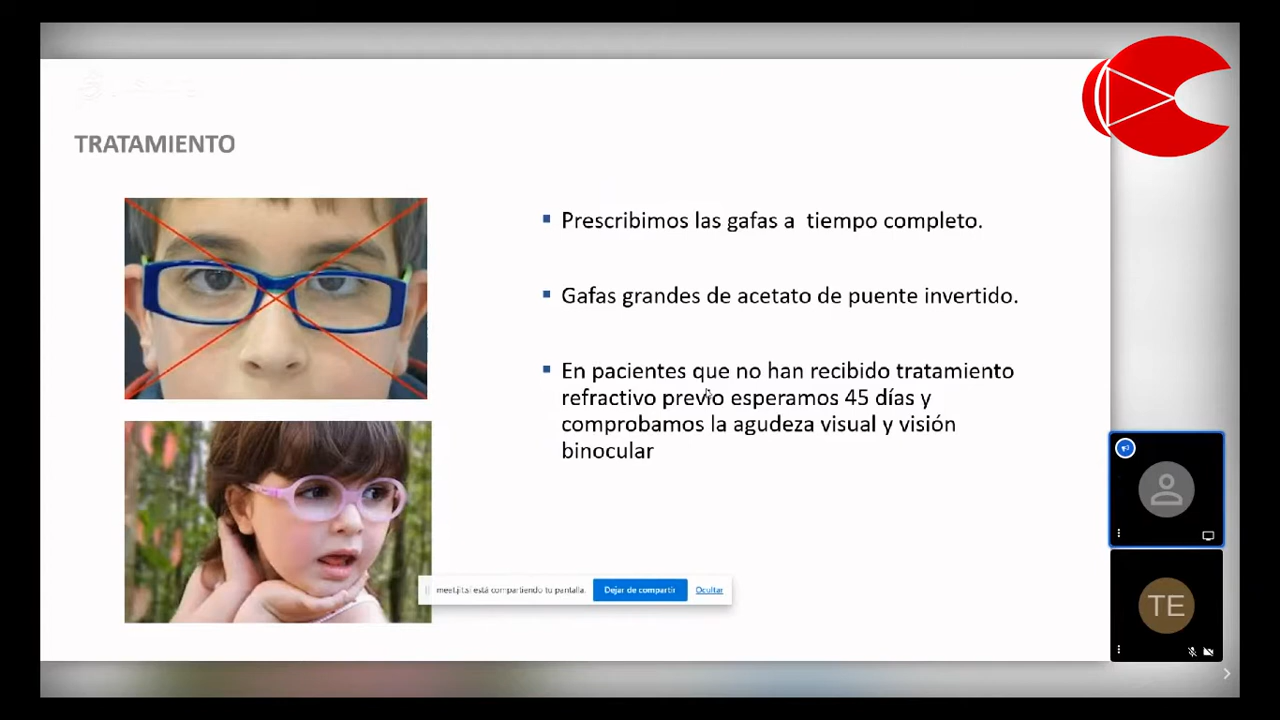 TRATAMIENTO
Prescribimos las gafas a tiempo completo.
Gafas grandes de acetato de puente invertido.
En pacientes que no han recibido tratamiento
refractivo previo esperamos 45 días y
comprobamos la agudeza visual y visión
binocular
meet.jit.si está compartiendo tu pantalla.
Dejar de compartir
Ocultar
TE